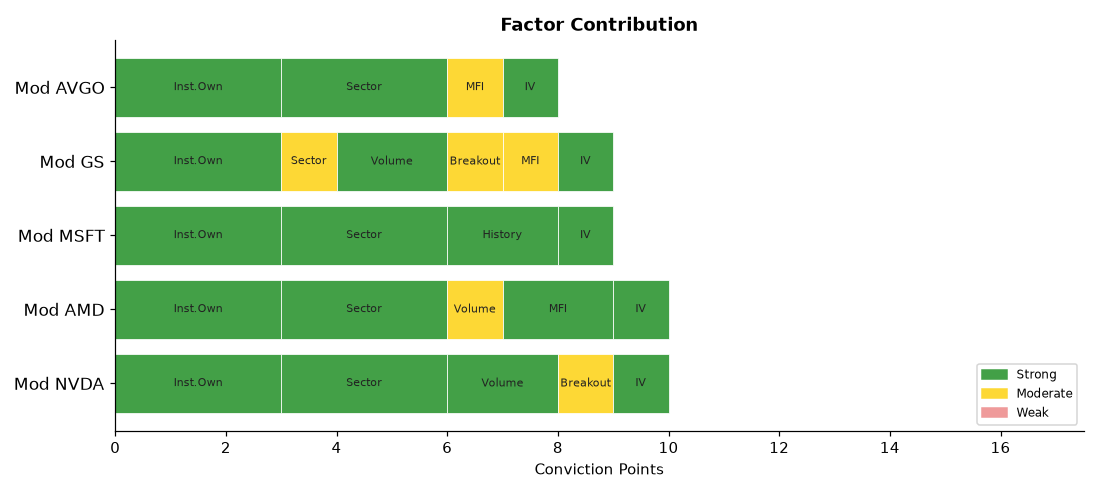 Factor Contribution
Mod AVGO Inst.Own Sector MFI IV
Mod GS Inst.Own Sector Volume Breakout MFI IV
Mod MSFT Inst.Own Sector History IV
Mod AMD Inst.Own Sector Volume MFI IV
Mod NVDA Inst.Own Sector Volume Breakout IV
Strong
Moderate
Weak
0 2 4 6 8 10 12 14 16
Conviction Points